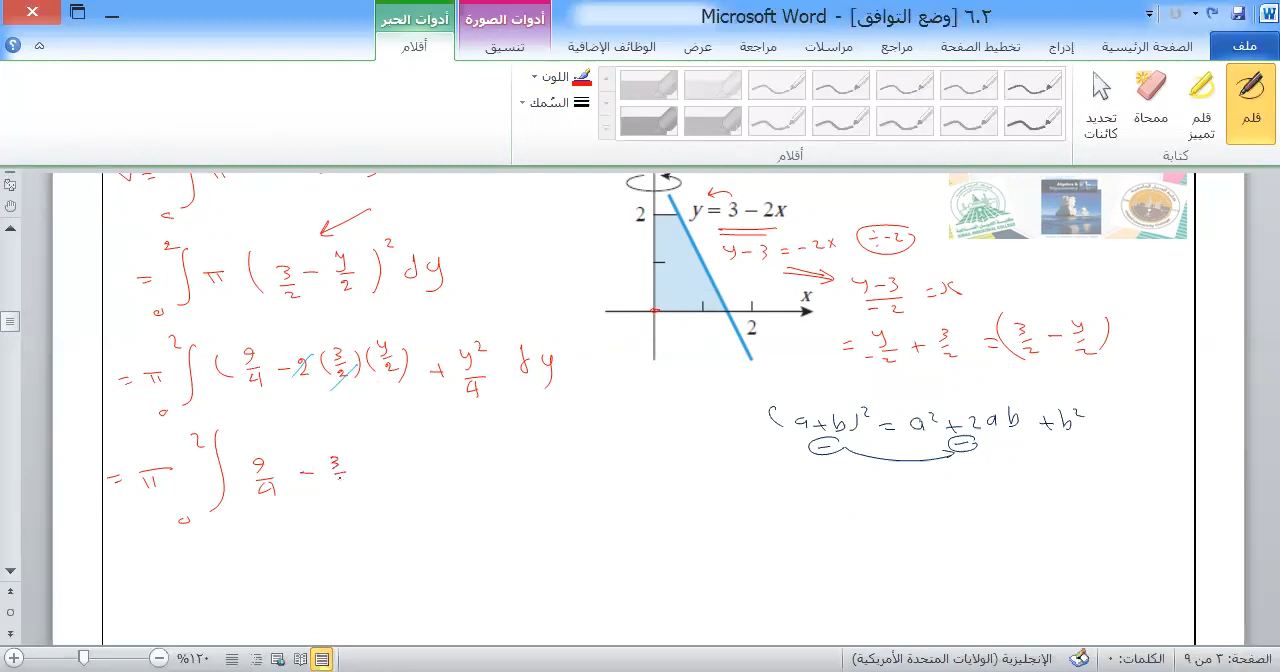 ٦.٢ [وضع التوافق] - Microsoft Word
أدوات الصورة
أدوات الحبر
ملف
الصفحة الرئيسية
إدراج
تخطيط الصفحة
مراجع
مراسلات
مراجعة
عرض
الوظائف الإضافية
تنسيق
أقلام
قلم
قلم تمييز
ممحاة
تحديد كائنات
كتابة
اللون
السُمك
أقلام
V = ∫ π
= ∫₀² π (3/2 - y/2)² dy
= π ∫₀² (9/4 - 2 (3/2)(y/2) + y²/4 dy
= π ∫₀² 9/4 - 3/2
2
y = 3 − 2x
x
2
y-3 = -2x ÷-2
(y-3)/-2 = x
= y/-2 + 3/2 = (3/2 - y/2)
(a+b)² = a² + 2ab + b²
- -
الصفحة: ٢ من ٩
الكلمات: ٠
الإنجليزية (الولايات المتحدة الأمريكية)
%١٢٠